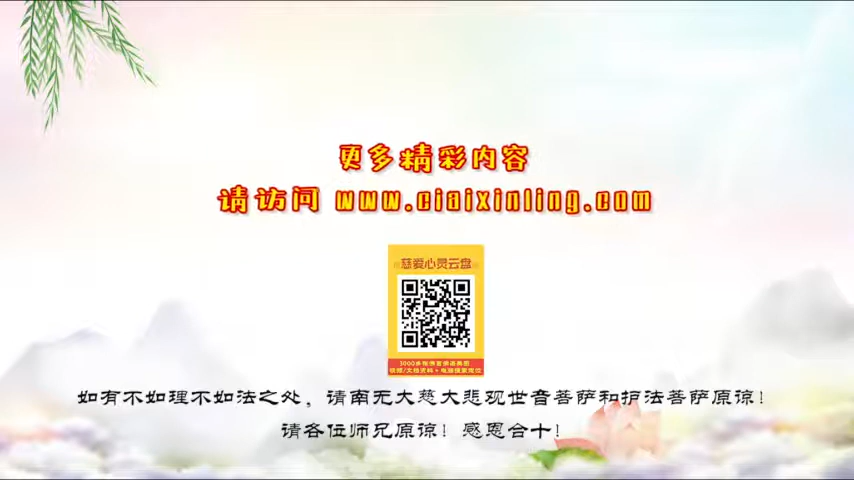 更多精彩内容
请访问 www.ciaixinling.com
慈爱心灵云盘
如有不如理不如法之处，请南无大慈大悲观世音菩萨和护法菩萨原谅！
请各位师兄原谅！感恩合十！